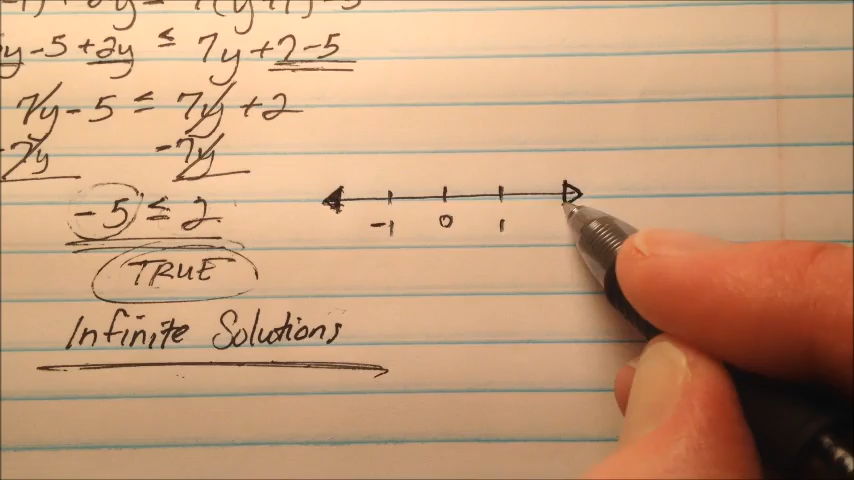 y - 5 + 2y ≤ 7y + 2 - 5
7y - 5 ≤ 7y + 2
-7y -7y
-5 ≤ 2
TRUE
Infinite Solutions
-1 0 1